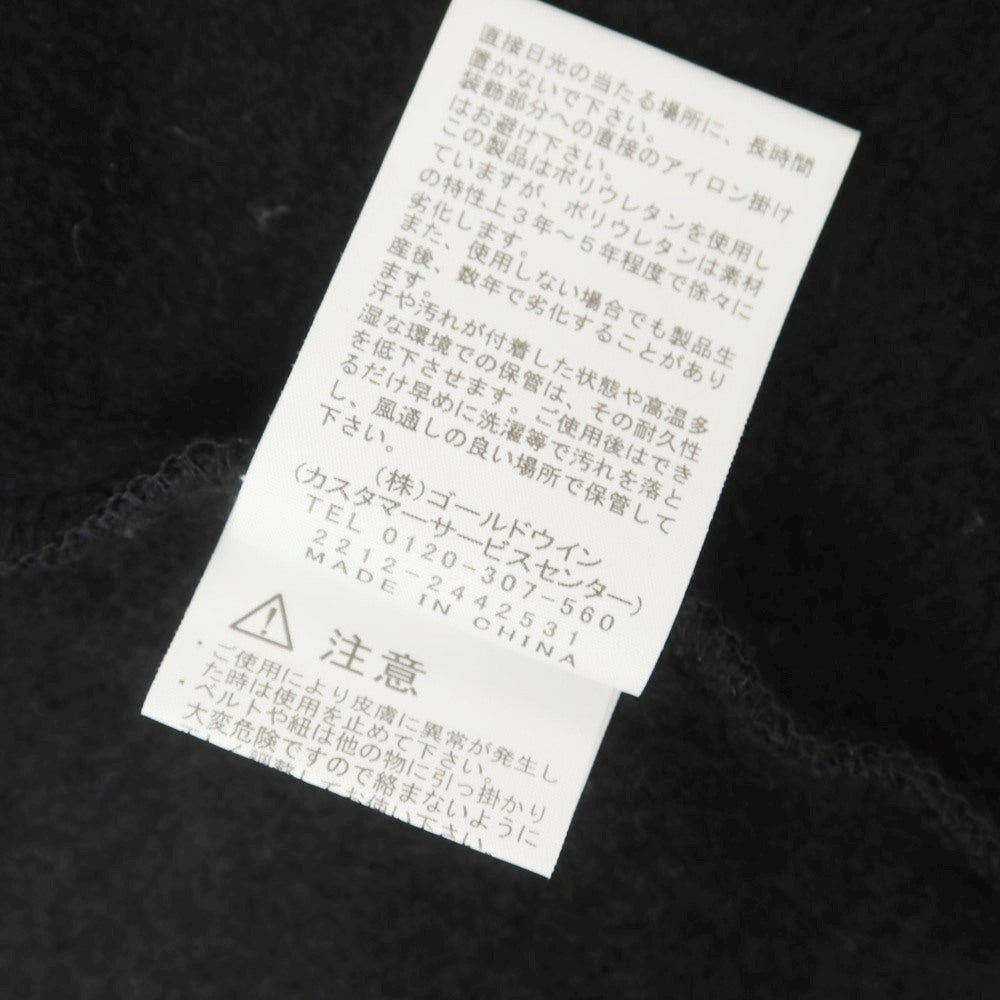 直接日光の当たる場所に、長時間
置かないで下さい。
装飾部分への直接のアイロン掛け
はお避け下さい。
この製品はポリウレタンを使用し
ていますが、ポリウレタンは素材
の特性上3年～5年程度で徐々に
劣化します。
また、使用しない場合でも製品生
産後、数年で劣化することがあり
ます。
汗や汚れが付着した状態や高温多
湿な環境での保管は、その耐久性
を低下させます。ご使用後はでき
るだけ早めに洗濯等で汚れを落と
し、風通しの良い場所で保管して
下さい。
(株)ゴールドウイン
(カスタマーサービスセンター)
TEL 0120-307-560
2212-2442531
MADE IN CHINA
注意
・ご使用により皮膚に異常が発生し
た時は使用を止めて下さい。
・ベルトや紐は他の物に引っ掛かり
大変危険ですので絡まないように
調整してお使い下さい。